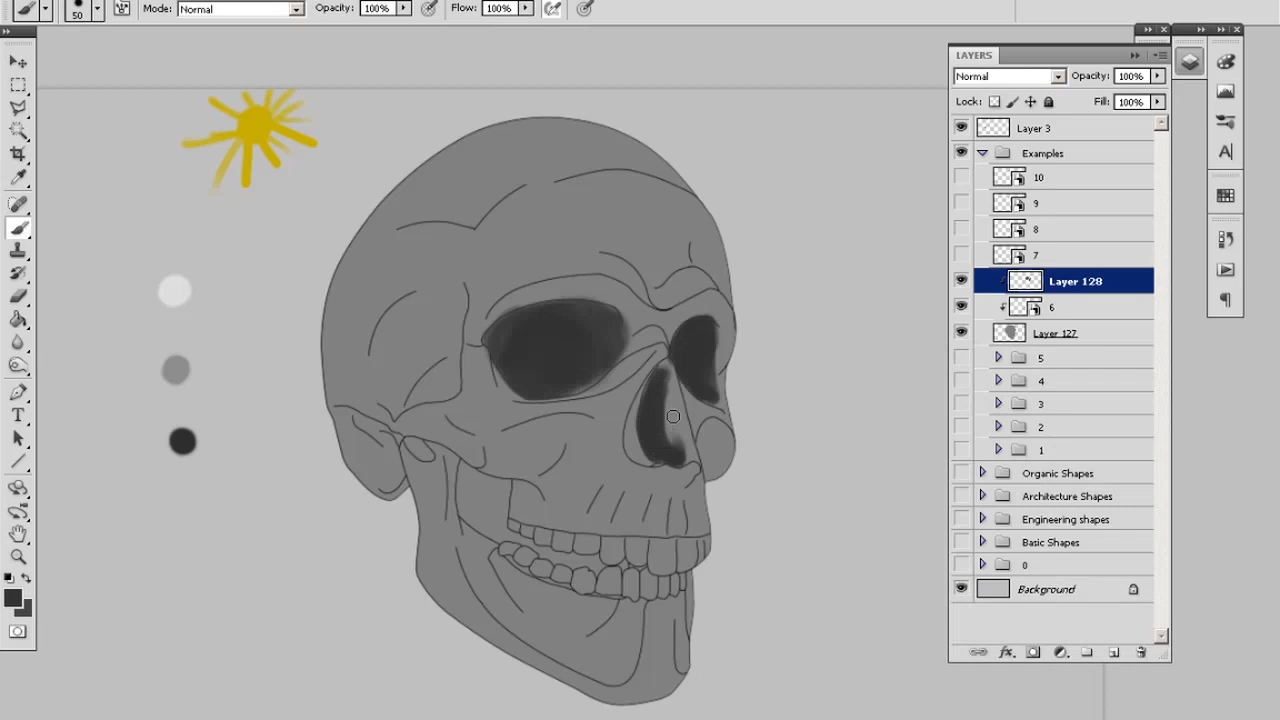 50 Mode: Normal Opacity: 100% Flow: 100%
LAYERS
Normal Opacity: 100%
Lock: Fill: 100%
Layer 3
Examples
10
9
8
7
Layer 128
6
Layer 127
5
4
3
2
1
Organic Shapes
Architecture Shapes
Engineering shapes
Basic Shapes
0
Background